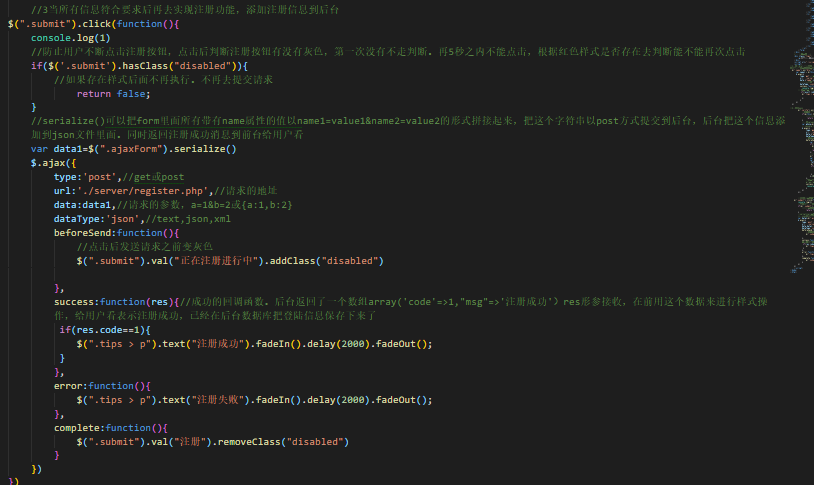 //3当所有信息符合要求后再去实现注册功能，添加注册信息到后台
$(".submit").click(function(){
console.log(1)
//防止用户不断点击注册按钮，点击后判断注册按钮有没有灰色，第一次没有不走判断．再5秒之内不能点击，根据红色样式是否存在去判断能不能再次点击
if($('.submit').hasClass("disabled")){
//如果存在样式后面不再执行．不再去提交请求
return false;
}
//serialize()可以把form里面所有带有name属性的值以name1=value1&name2=value2的形式拼接起来，把这个字符串以post方式提交到后台，后台把这个信息添
加到json文件里面．同时返回注册成功消息到前台给用户看
var data1=$(".ajaxForm").serialize()
$.ajax({
type:'post',//get或post
url:'./server/register.php',//请求的地址
data:data1,//请求的参数，a=1&b=2或{a:1,b:2}
dataType:'json',//text,json,xml
beforeSend:function(){
//点击后发送请求之前变灰色
$(".submit").val("正在注册进行中").addClass("disabled")
},
success:function(res){//成功的回调函数．后台返回了一个数组array('code'=>1,"msg"=>'注册成功'）res形参接收，在前用这个数据来进行样式操
作，给用户看表示注册成功，已经在后台数据库把登陆信息保存下来了
if(res.code==1){
$(".tips > p").text("注册成功").fadeIn().delay(2000).fadeOut();
}
},
error:function(){
$(".tips > p").text("注册失败").fadeIn().delay(2000).fadeOut();
},
complete:function(){
$(".submit").val("注册").removeClass("disabled")
}
})
})